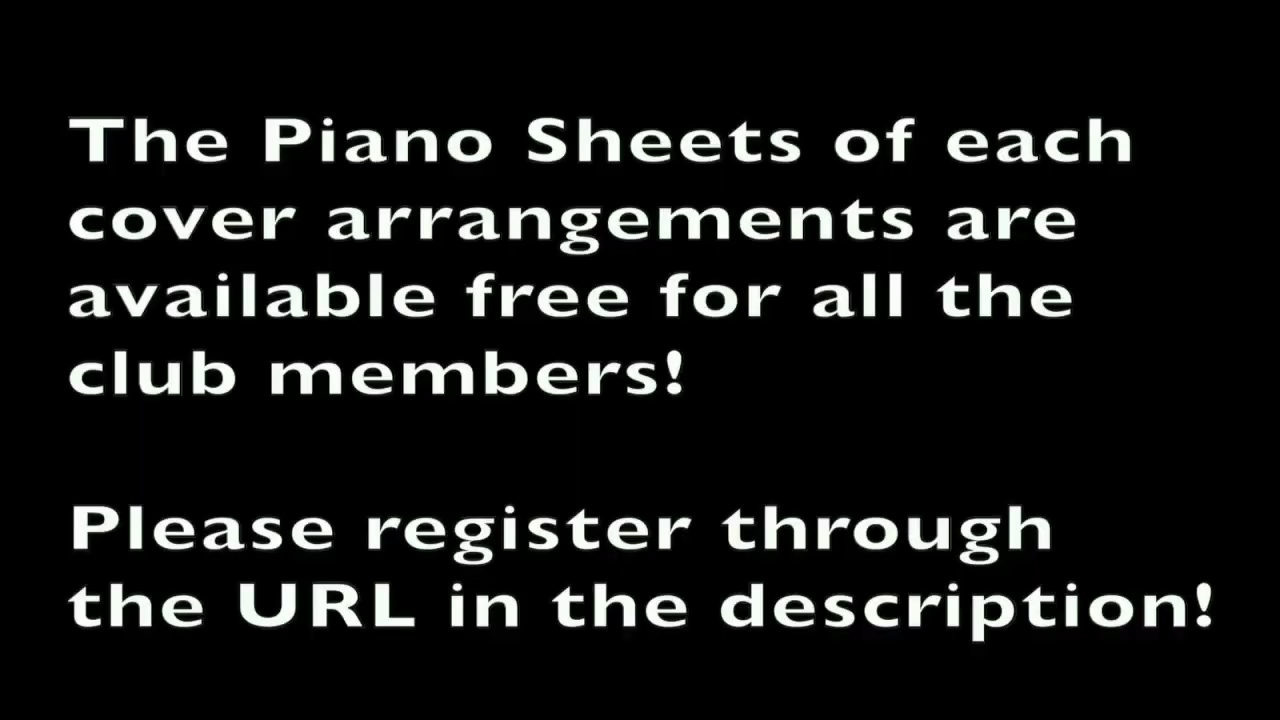 The Piano Sheets of each
cover arrangements are
available free for all the
club members!
Please register through
the URL in the description!